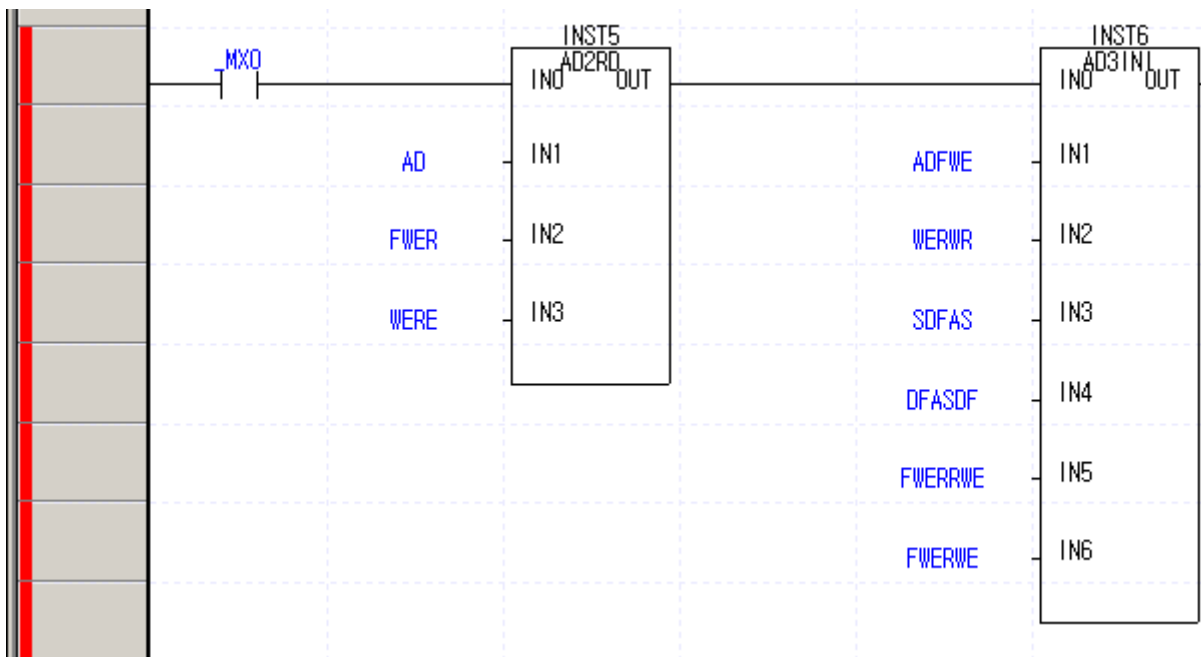 INST5
INST6
_MX0
AD2RD
AD3INI
IN0 OUT
IN0 OUT
AD
IN1
ADFWE
IN1
FWER
IN2
WERWR
IN2
WERE
IN3
SDFAS
IN3
DFASDF
IN4
FWERRWE
IN5
FWERWE
IN6